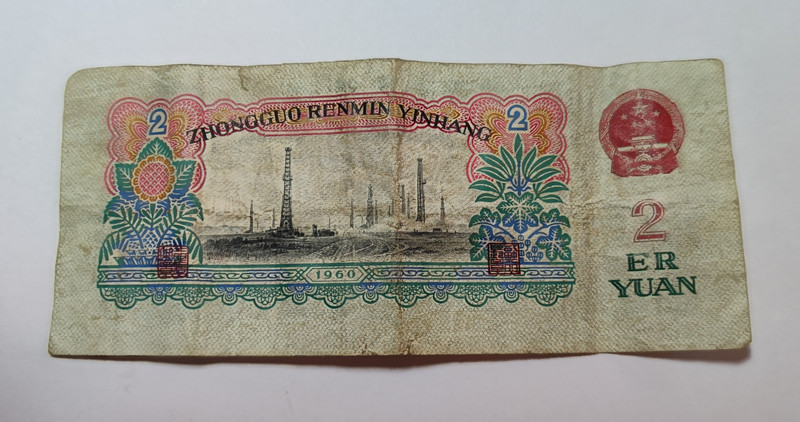 2 2
ZHONGGUO RENMIN YINHANG
2
ER
YUAN
1960